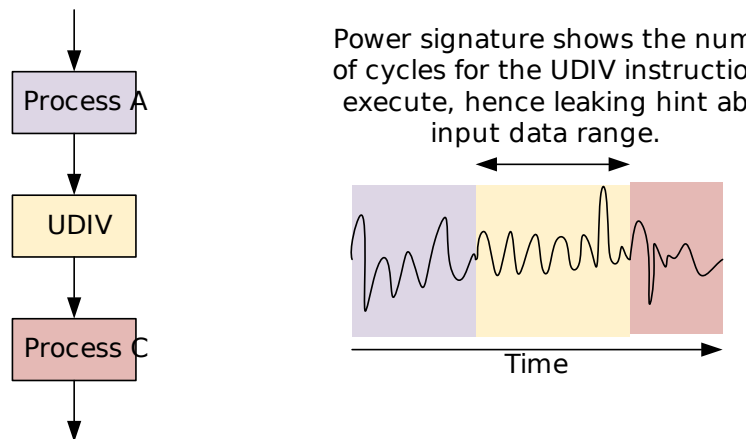 Process A
UDIV
Process C
Power signature shows the num
of cycles for the UDIV instructio
execute, hence leaking hint ab
input data range.
Time